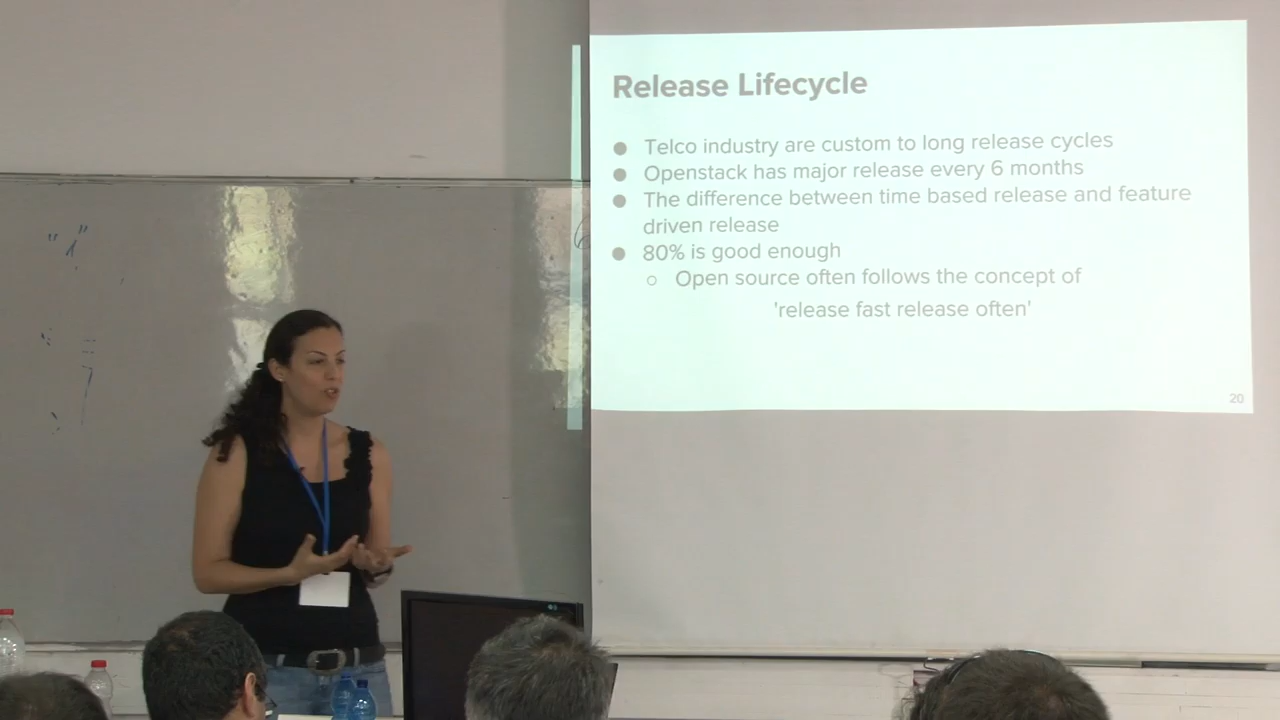 Release Lifecycle
● Telco industry are custom to long release cycles
● Openstack has major release every 6 months
● The difference between time based release and feature
driven release
● 80% is good enough
○ Open source often follows the concept of
'release fast release often'
20